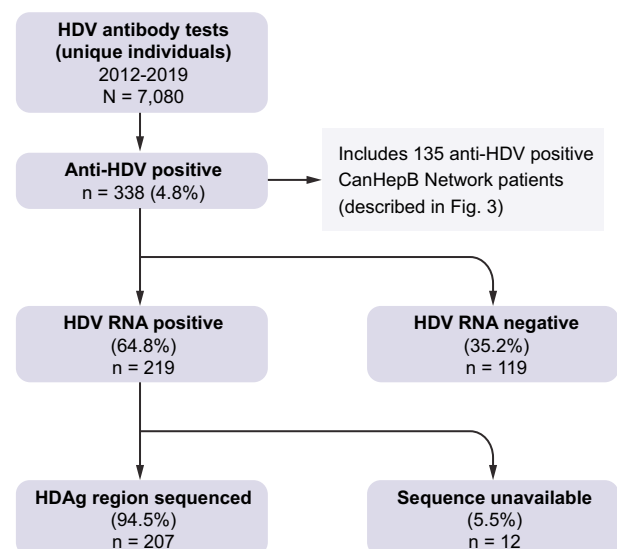 HDV antibody tests
(unique individuals)
2012-2019
N = 7,080
Anti-HDV positive
n = 338 (4.8%)
Includes 135 anti-HDV positive
CanHepB Network patients
(described in Fig. 3)
HDV RNA positive
(64.8%)
n = 219
HDV RNA negative
(35.2%)
n = 119
HDAg region sequenced
(94.5%)
n = 207
Sequence unavailable
(5.5%)
n = 12